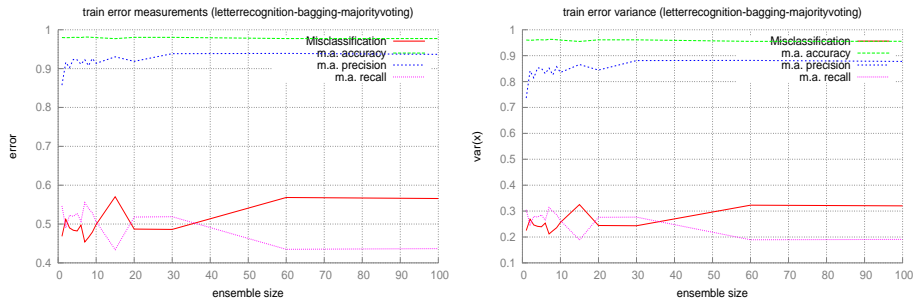 train error measurements (letterrecognition-bagging-majorityvoting)
1
0.9
0.8
0.7
0.6
0.5
0.4
error
0 10 20 30 40 50 60 70 80 90 100
ensemble size
Misclassification
m.a. accuracy
m.a. precision
m.a. recall
train error variance (letterrecognition-bagging-majorityvoting)
1
0.9
0.8
0.7
0.6
0.5
0.4
0.3
0.2
0.1
var(x)
0 10 20 30 40 50 60 70 80 90 100
ensemble size
Misclassification
m.a. accuracy
m.a. precision
m.a. recall